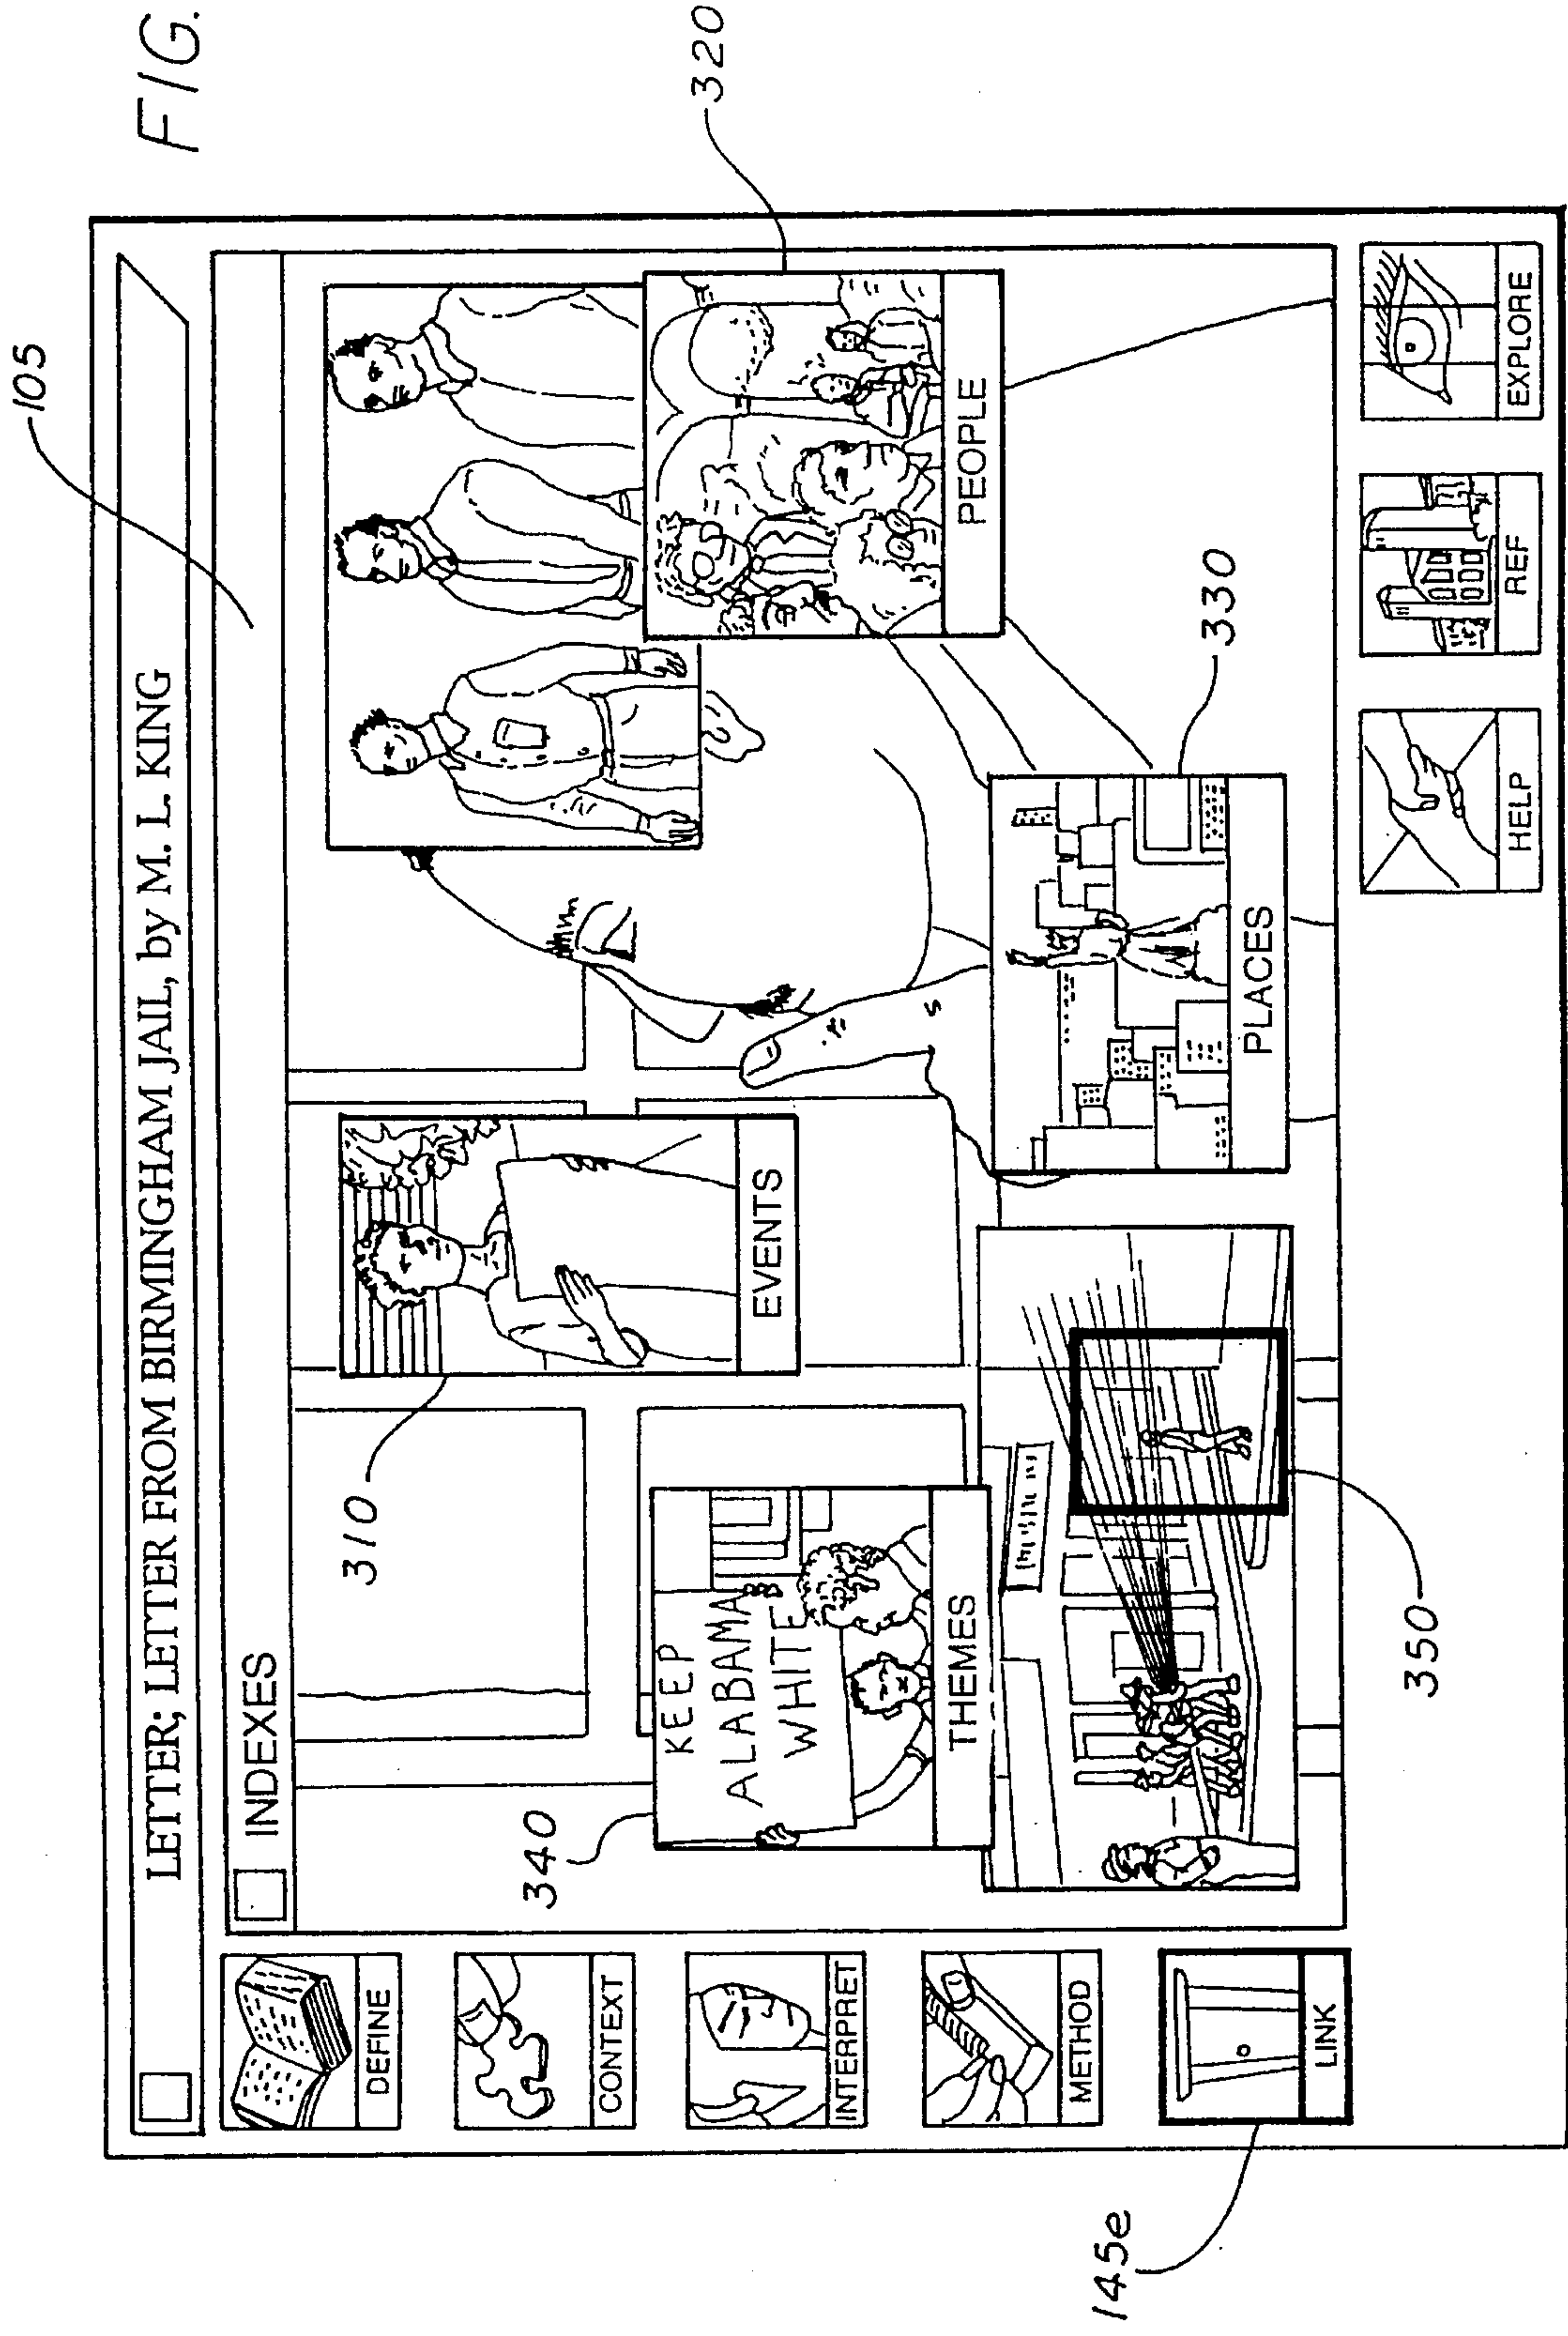 FIG.
105
LETTER; LETTER FROM BIRMINGHAM JAIL, by M. L. KING
INDEXES
DEFINE
CONTEXT
INTERPRET
METHOD
LINK
145e
310
EVENTS
320
PEOPLE
340
KEEP
ALABAMA
WHITE
THEMES
330
PLACES
350
HELP
REF
EXPLORE